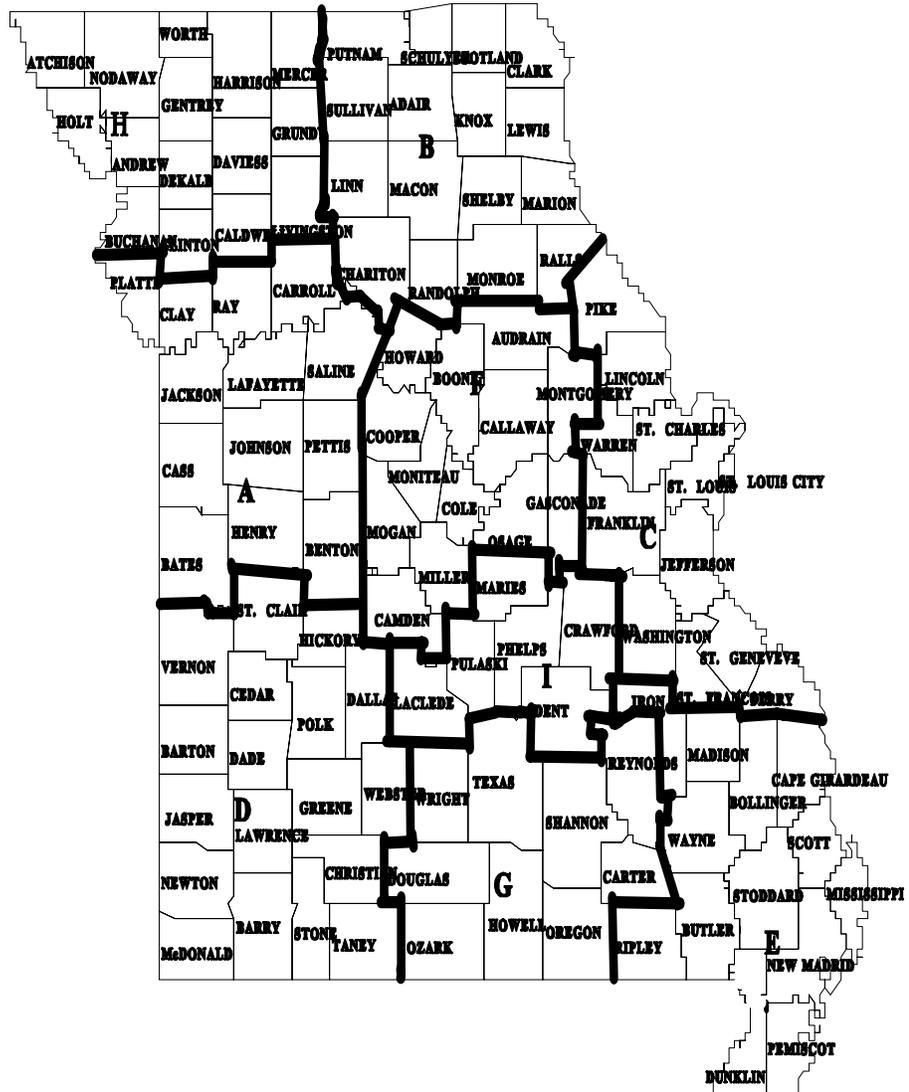 WORTH
PUTNAM
SCHUYLER
SCOTLAND
ATCHISON
NODAWAY
HARRISON
MERCER
CLARK
GENTREY
SULLIVAN
ADAIR
KNOX
HOLT
H
GRUNDY
LEWIS
B
ANDREW
DAVIESS
DEKALB
LINN
MACON
SHELBY
MARION
BUCHANAN
CLINTON
CALDWELL
LIVINGSTON
RALLS
PLATTE
CHARITON
MONROE
CARROLL
RANDOLPH
CLAY
RAY
PIKE
AUDRAIN
HOWARD
SALINE
BOONE
F
LINCOLN
JACKSON
LAFAYETTE
MONTGOMERY
CALLAWAY
ST. CHARLES
COOPER
WARREN
JOHNSON
PETTIS
CASS
MONITEAU
ST. LOUIS
ST. LOUIS CITY
A
COLE
GASCONADE
FRANKLIN
HENRY
MOGAN
OSAGE
C
BENTON
BATES
MILLER
MARIES
JEFFERSON
ST. CLAIR
CAMDEN
CRAWFORD
WASHINGTON
HICKORY
PHELPS
PULASKI
ST. GENEVEVE
VERNON
I
CEDAR
DALLAS
LACLEDE
DENT
IRON
ST. FRANCOIS
PERRY
POLK
BARTON
DADE
REYNOLDS
MADISON
TEXAS
CAPE GIRARDEAU
WEBSTER
WRIGHT
BOLLINGER
GREENE
D
JASPER
LAWRENCE
SHANNON
WAYNE
SCOTT
CHRISTIAN
DOUGLAS
CARTER
NEWTON
G
STODDARD
MISSISSIPPI
BARRY
STONE
TANEY
OZARK
HOWELL
OREGON
RIPLEY
BUTLER
E
McDONALD
NEW MADRID
PEMISCOT
DUNKLIN